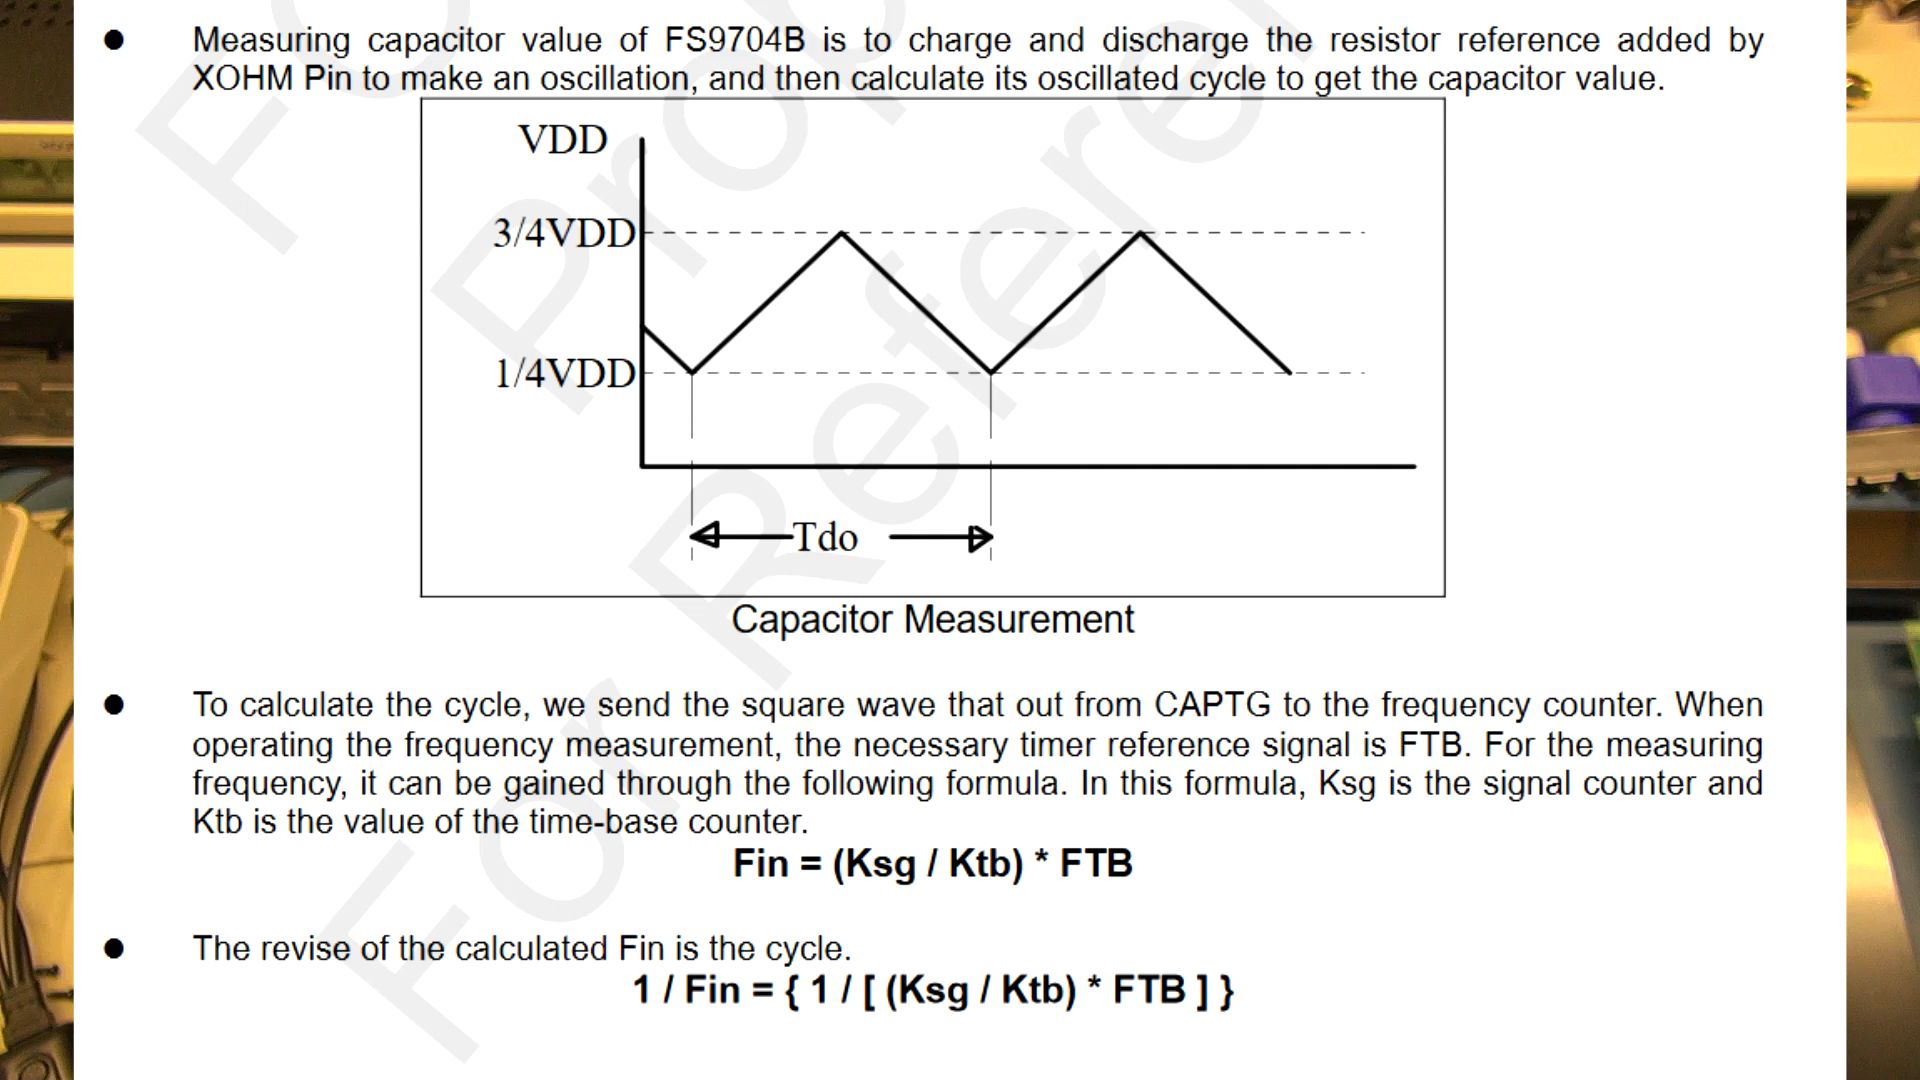 Measuring capacitor value of FS9704B is to charge and discharge the resistor reference added by
XOHM Pin to make an oscillation, and then calculate its oscillated cycle to get the capacitor value.
VDD
3/4VDD
1/4VDD
Tdo
Capacitor Measurement
To calculate the cycle, we send the square wave that out from CAPTG to the frequency counter. When
operating the frequency measurement, the necessary timer reference signal is FTB. For the measuring
frequency, it can be gained through the following formula. In this formula, Ksg is the signal counter and
Ktb is the value of the time-base counter.
Fin = (Ksg / Ktb) * FTB
The revise of the calculated Fin is the cycle.
1 / Fin = { 1 / [ (Ksg / Ktb) * FTB ] }
For Refere